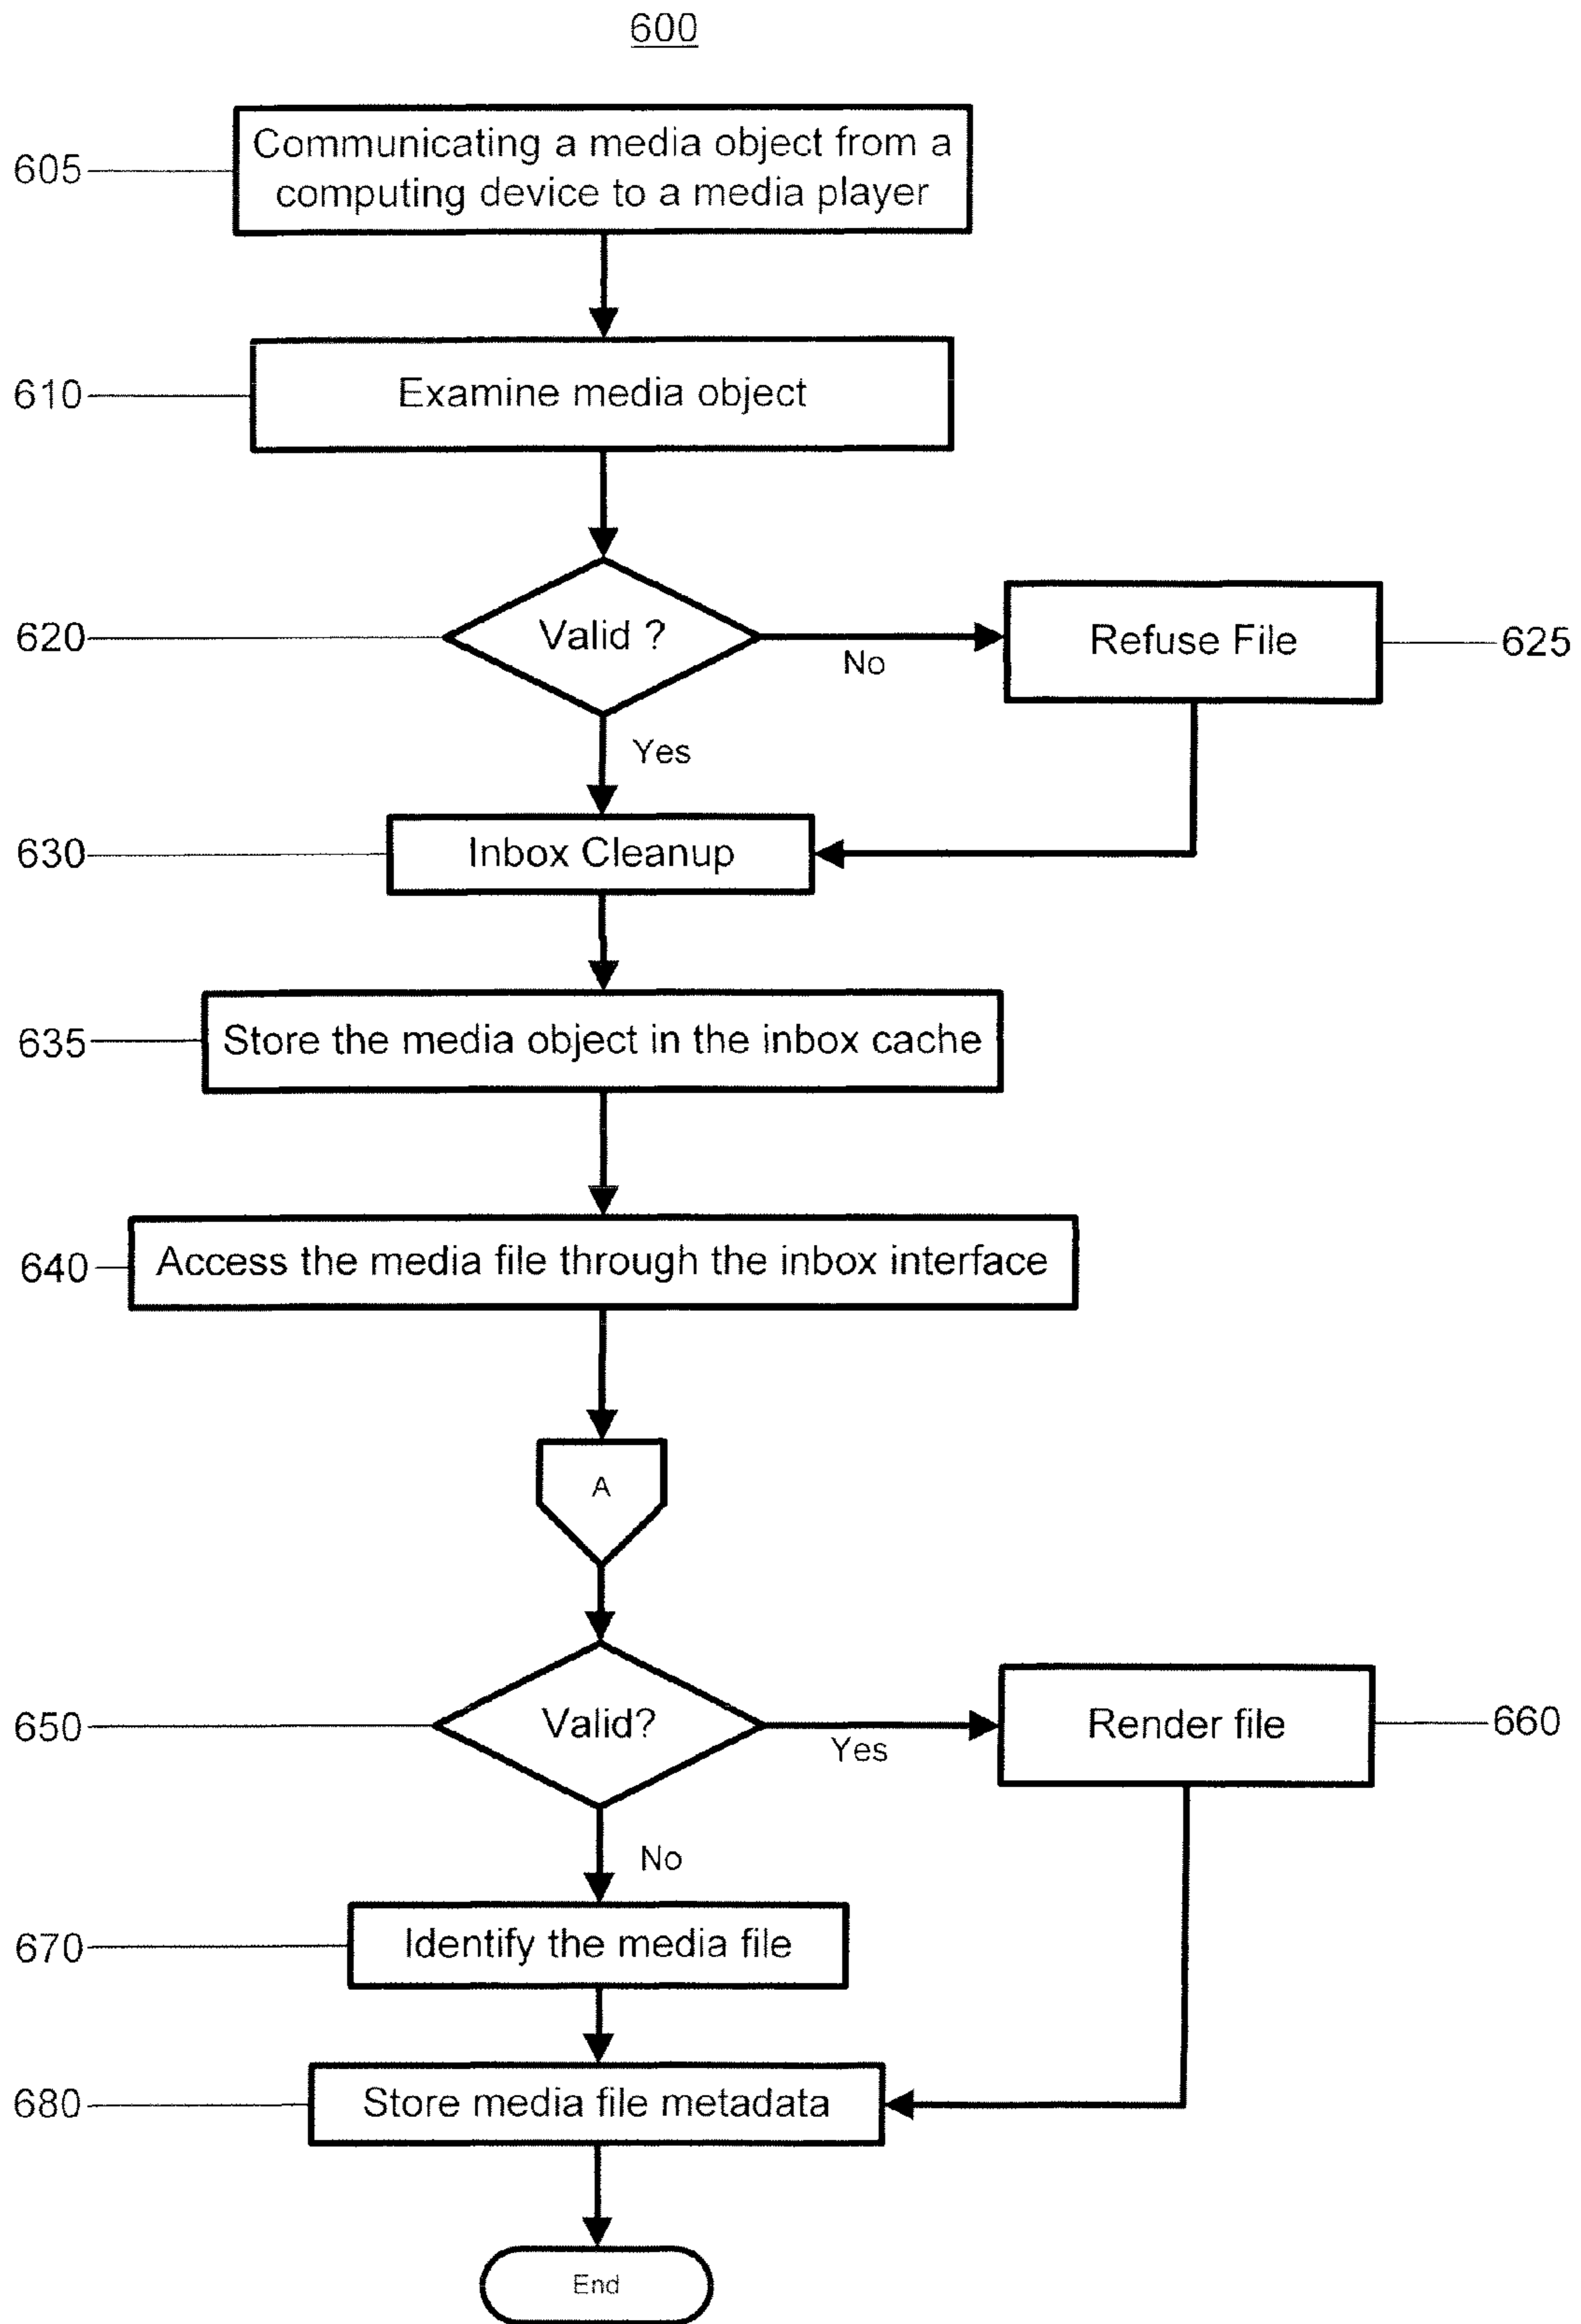 600
605
Communicating a media object from a
computing device to a media player
610
Examine media object
620
Valid ?
No
Refuse File
625
Yes
630
Inbox Cleanup
635
Store the media object in the inbox cache
640
Access the media file through the inbox interface
A
650
Valid?
Yes
Render file
660
No
670
Identify the media file
680
Store media file metadata
End